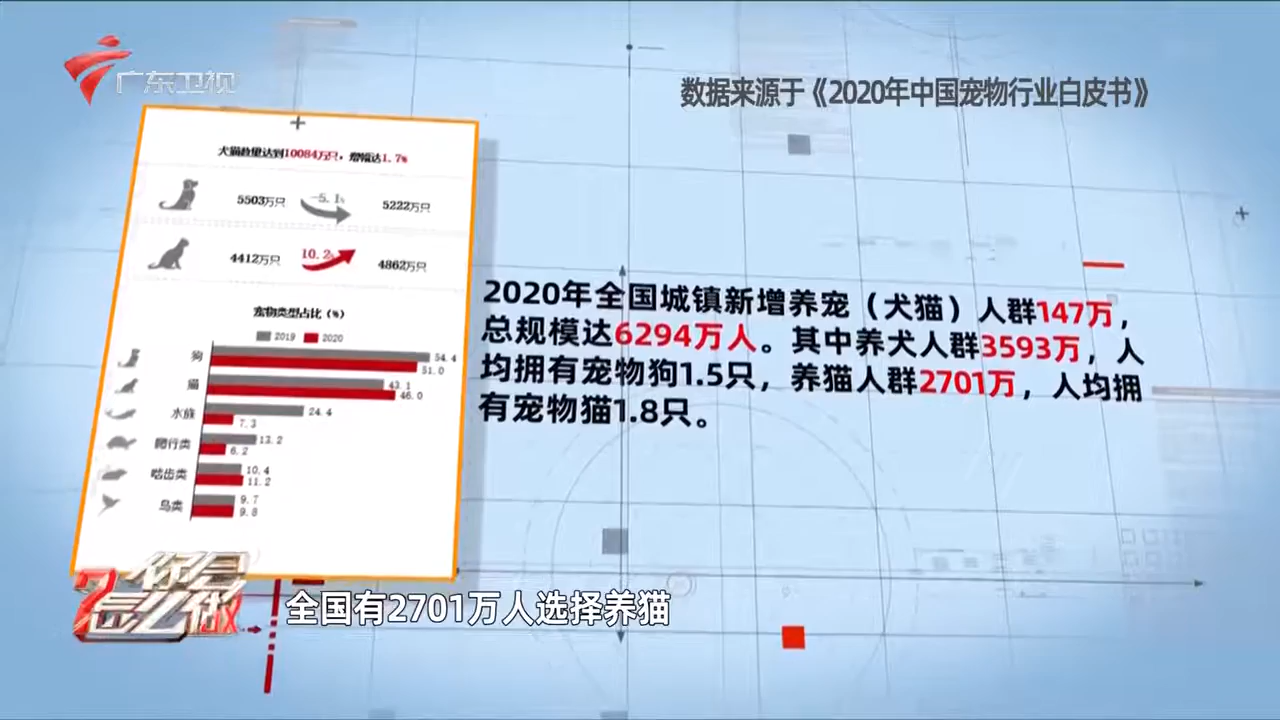 广东卫视
数据来源于《2020年中国宠物行业白皮书》
犬猫数量达到10084万只,增幅达1.7%
5503万只
-5.1%
5222万只
4412万只
10.2%
4862万只
宠物类型占比(%)
2019
2020
狗
54.4
51.0
猫
43.1
46.0
水族
24.4
7.3
爬行类
13.2
6.2
啮齿类
10.4
11.2
鸟类
9.7
9.8
2020年全国城镇新增养宠(犬猫)人群147万,
总规模达6294万人。其中养犬人群3593万,人
均拥有宠物狗1.5只,养猫人群2701万,人均拥
有宠物猫1.8只。
你会
怎么做
全国有2701万人选择养猫